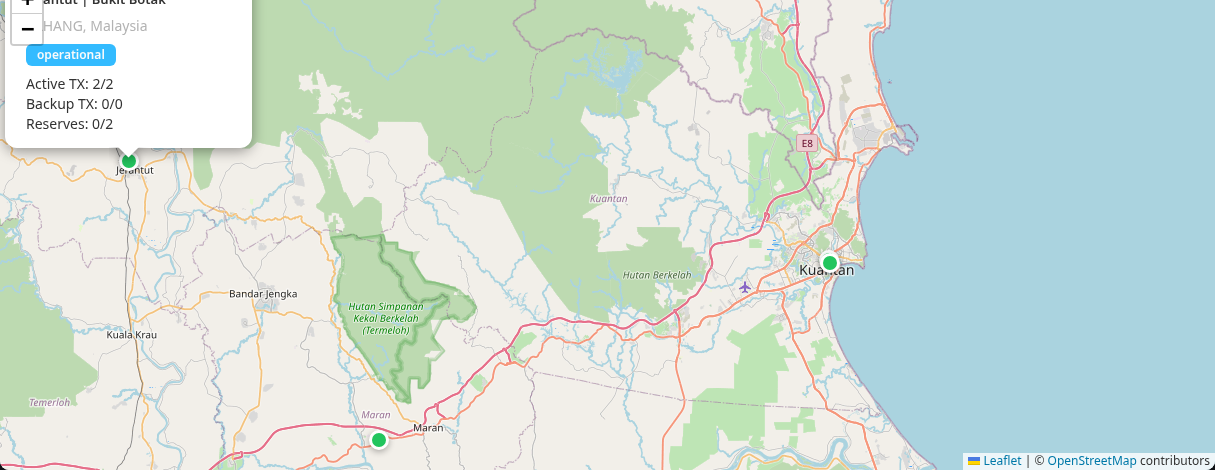 antut | Bukit Botak
HANG, Malaysia
operational
Active TX: 2/2
Backup TX: 0/0
Reserves: 0/2
E8
Jerantut
Kuantan
Kuantan
Hutan Berkelah
Bandar Jengka
Hutan Simpanan
Kekal Berkelah
(Termeloh)
Kuala Krau
Temerloh
Maran
Maran
Leaflet | © OpenStreetMap contributors